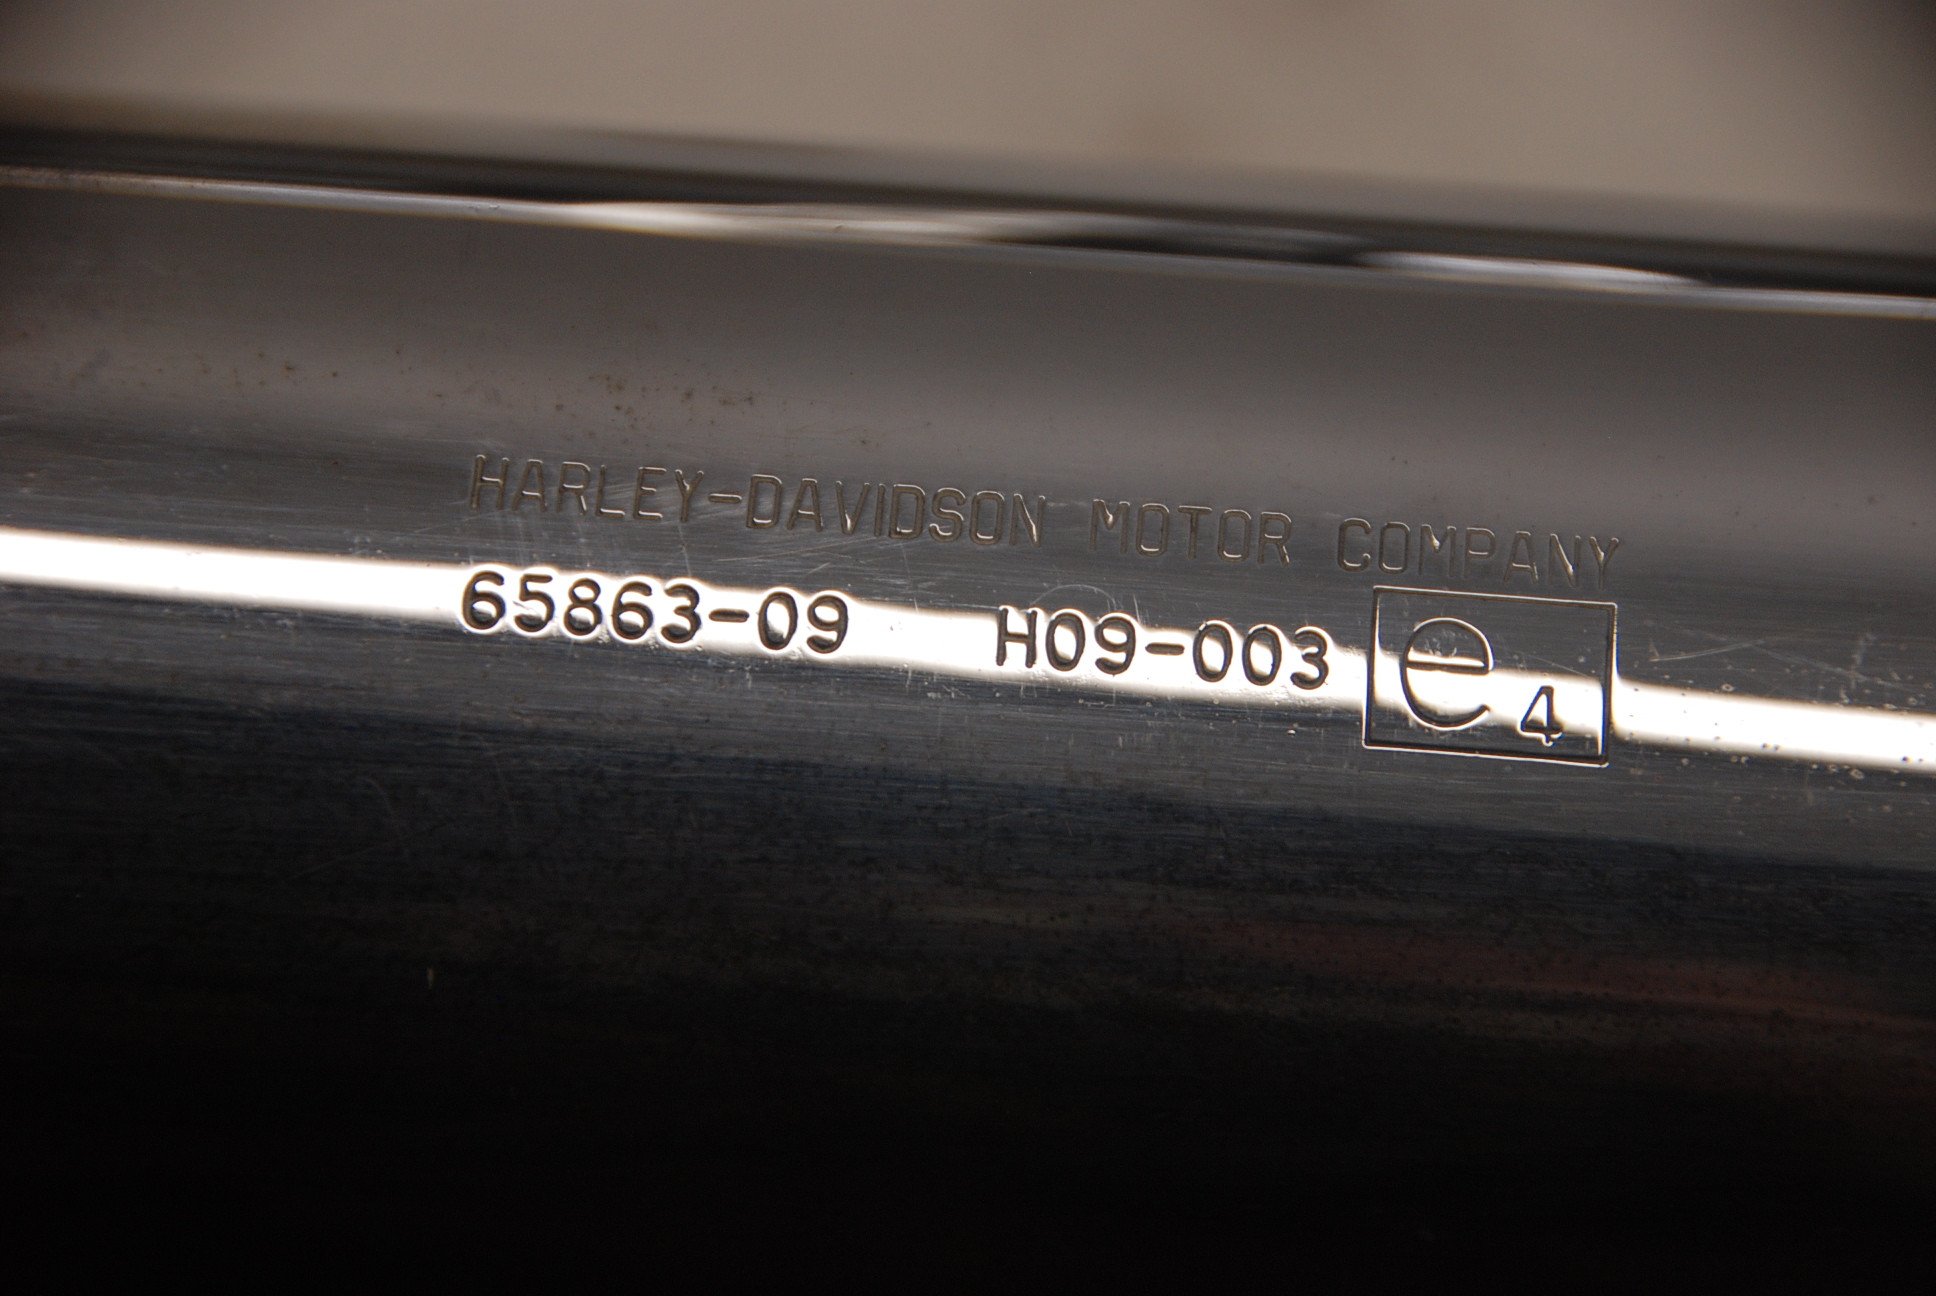 HARLEY-DAVIDSON MOTOR COMPANY
65863-09 H09-003 e4